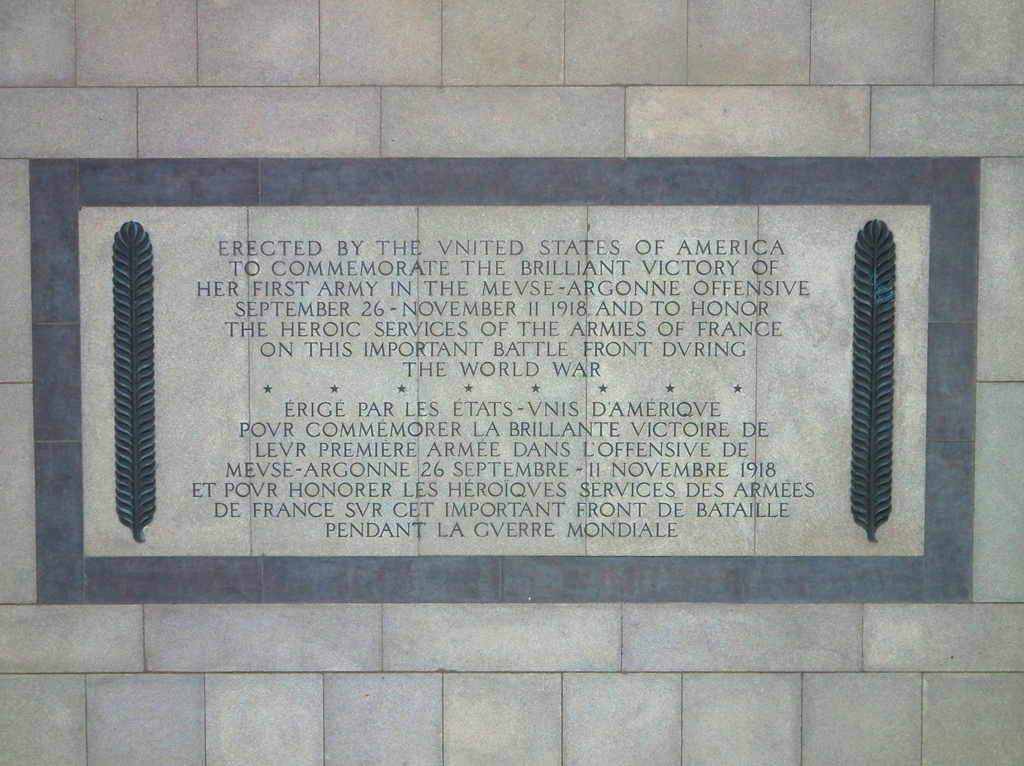 ERECTED BY THE VNITED STATES OF AMERICA
TO COMMEMORATE THE BRILLIANT VICTORY OF
HER FIRST ARMY IN THE MEVSE-ARGONNE OFFENSIVE
SEPTEMBER 26 - NOVEMBER 11 1918 AND TO HONOR
THE HEROIC SERVICES OF THE ARMIES OF FRANCE
ON THIS IMPORTANT BATTLE FRONT DVRING
THE WORLD WAR
ÉRIGÉ PAR LES ÉTATS-VNIS D'AMÉRIQVE
POVR COMMÉMORER LA BRILLANTE VICTOIRE DE
LEVR PREMIÈRE ARMÉE DANS L'OFFENSIVE DE
MEVSE-ARGONNE 26 SEPTEMBRE - 11 NOVEMBRE 1918
ET POVR HONORER LES HÉROÏQVES SERVICES DES ARMÉES
DE FRANCE SVR CET IMPORTANT FRONT DE BATAILLE
PENDANT LA GVERRE MONDIALE